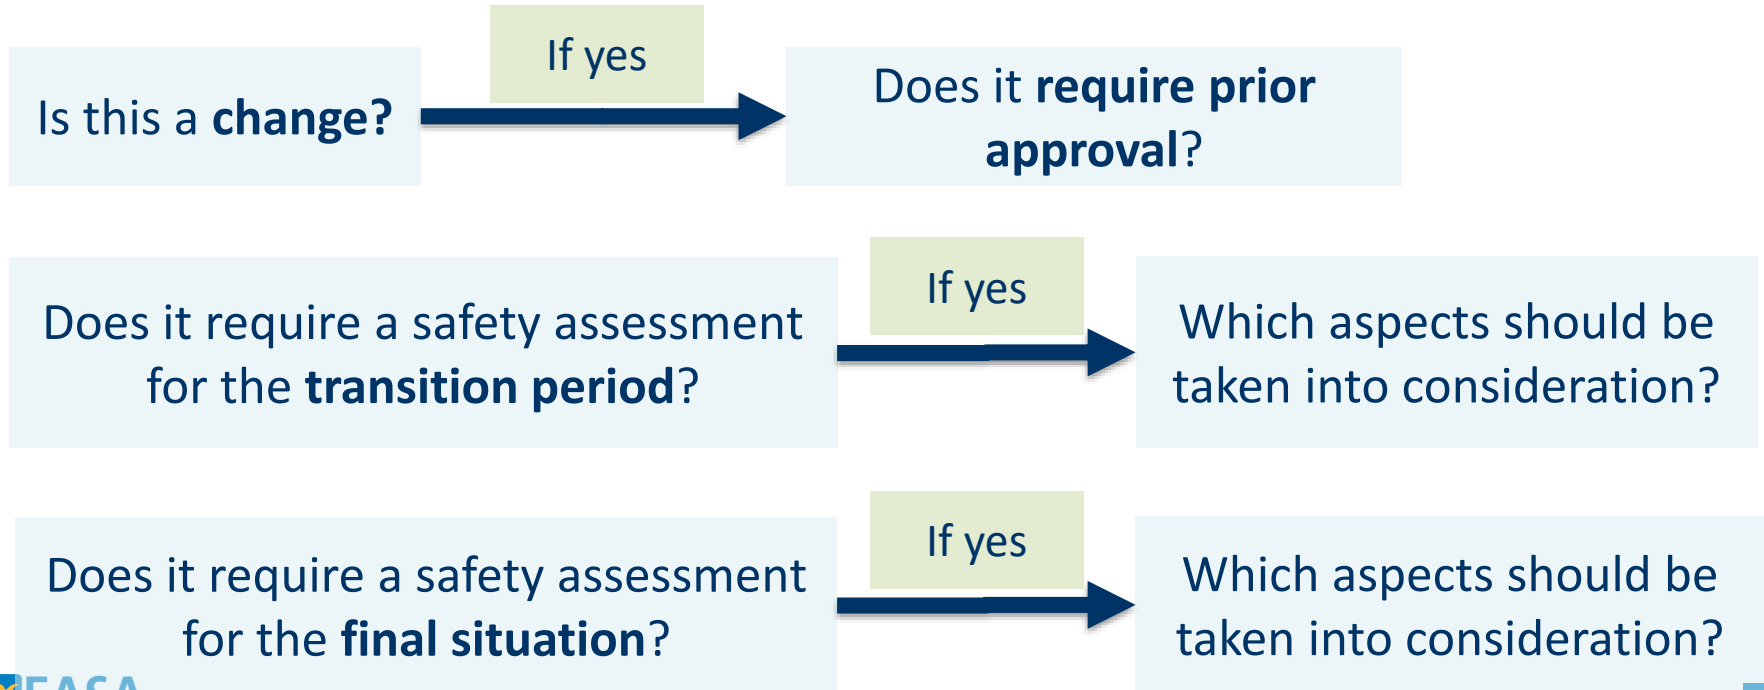 If yes
Is this a change?
Does it require prior
approval?
If yes
Does it require a safety assessment
for the transition period?
Which aspects should be
taken into consideration?
If yes
Does it require a safety assessment
for the final situation?
Which aspects should be
taken into consideration?
EASA